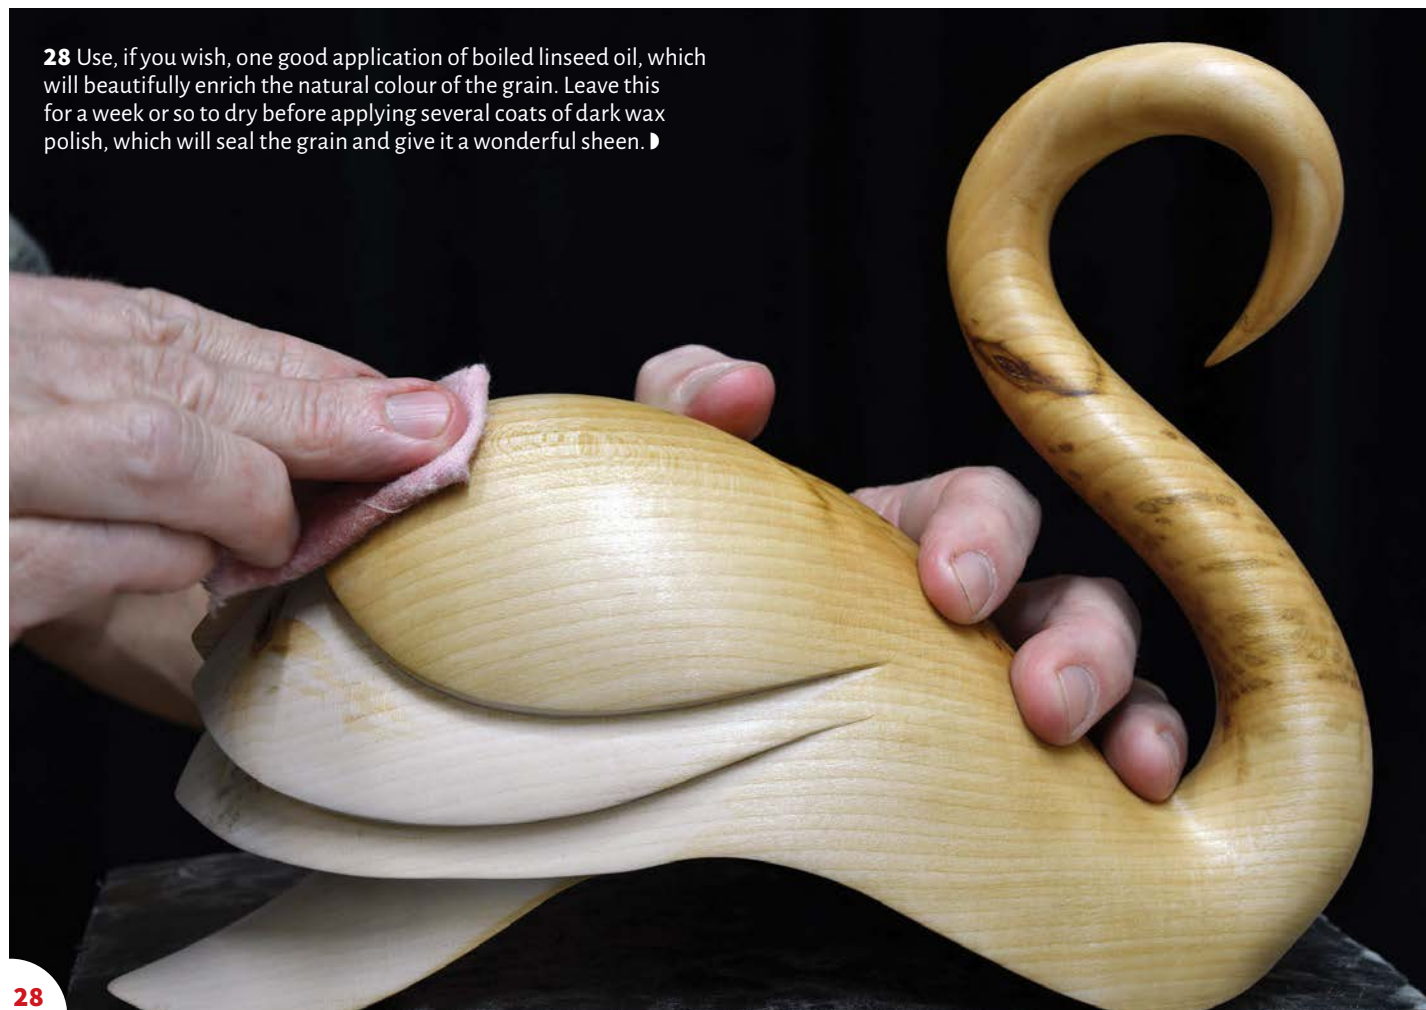 28 Use, if you wish, one good application of boiled linseed oil, which
will beautifully enrich the natural colour of the grain. Leave this
for a week or so to dry before applying several coats of dark wax
polish, which will seal the grain and give it a wonderful sheen.
28